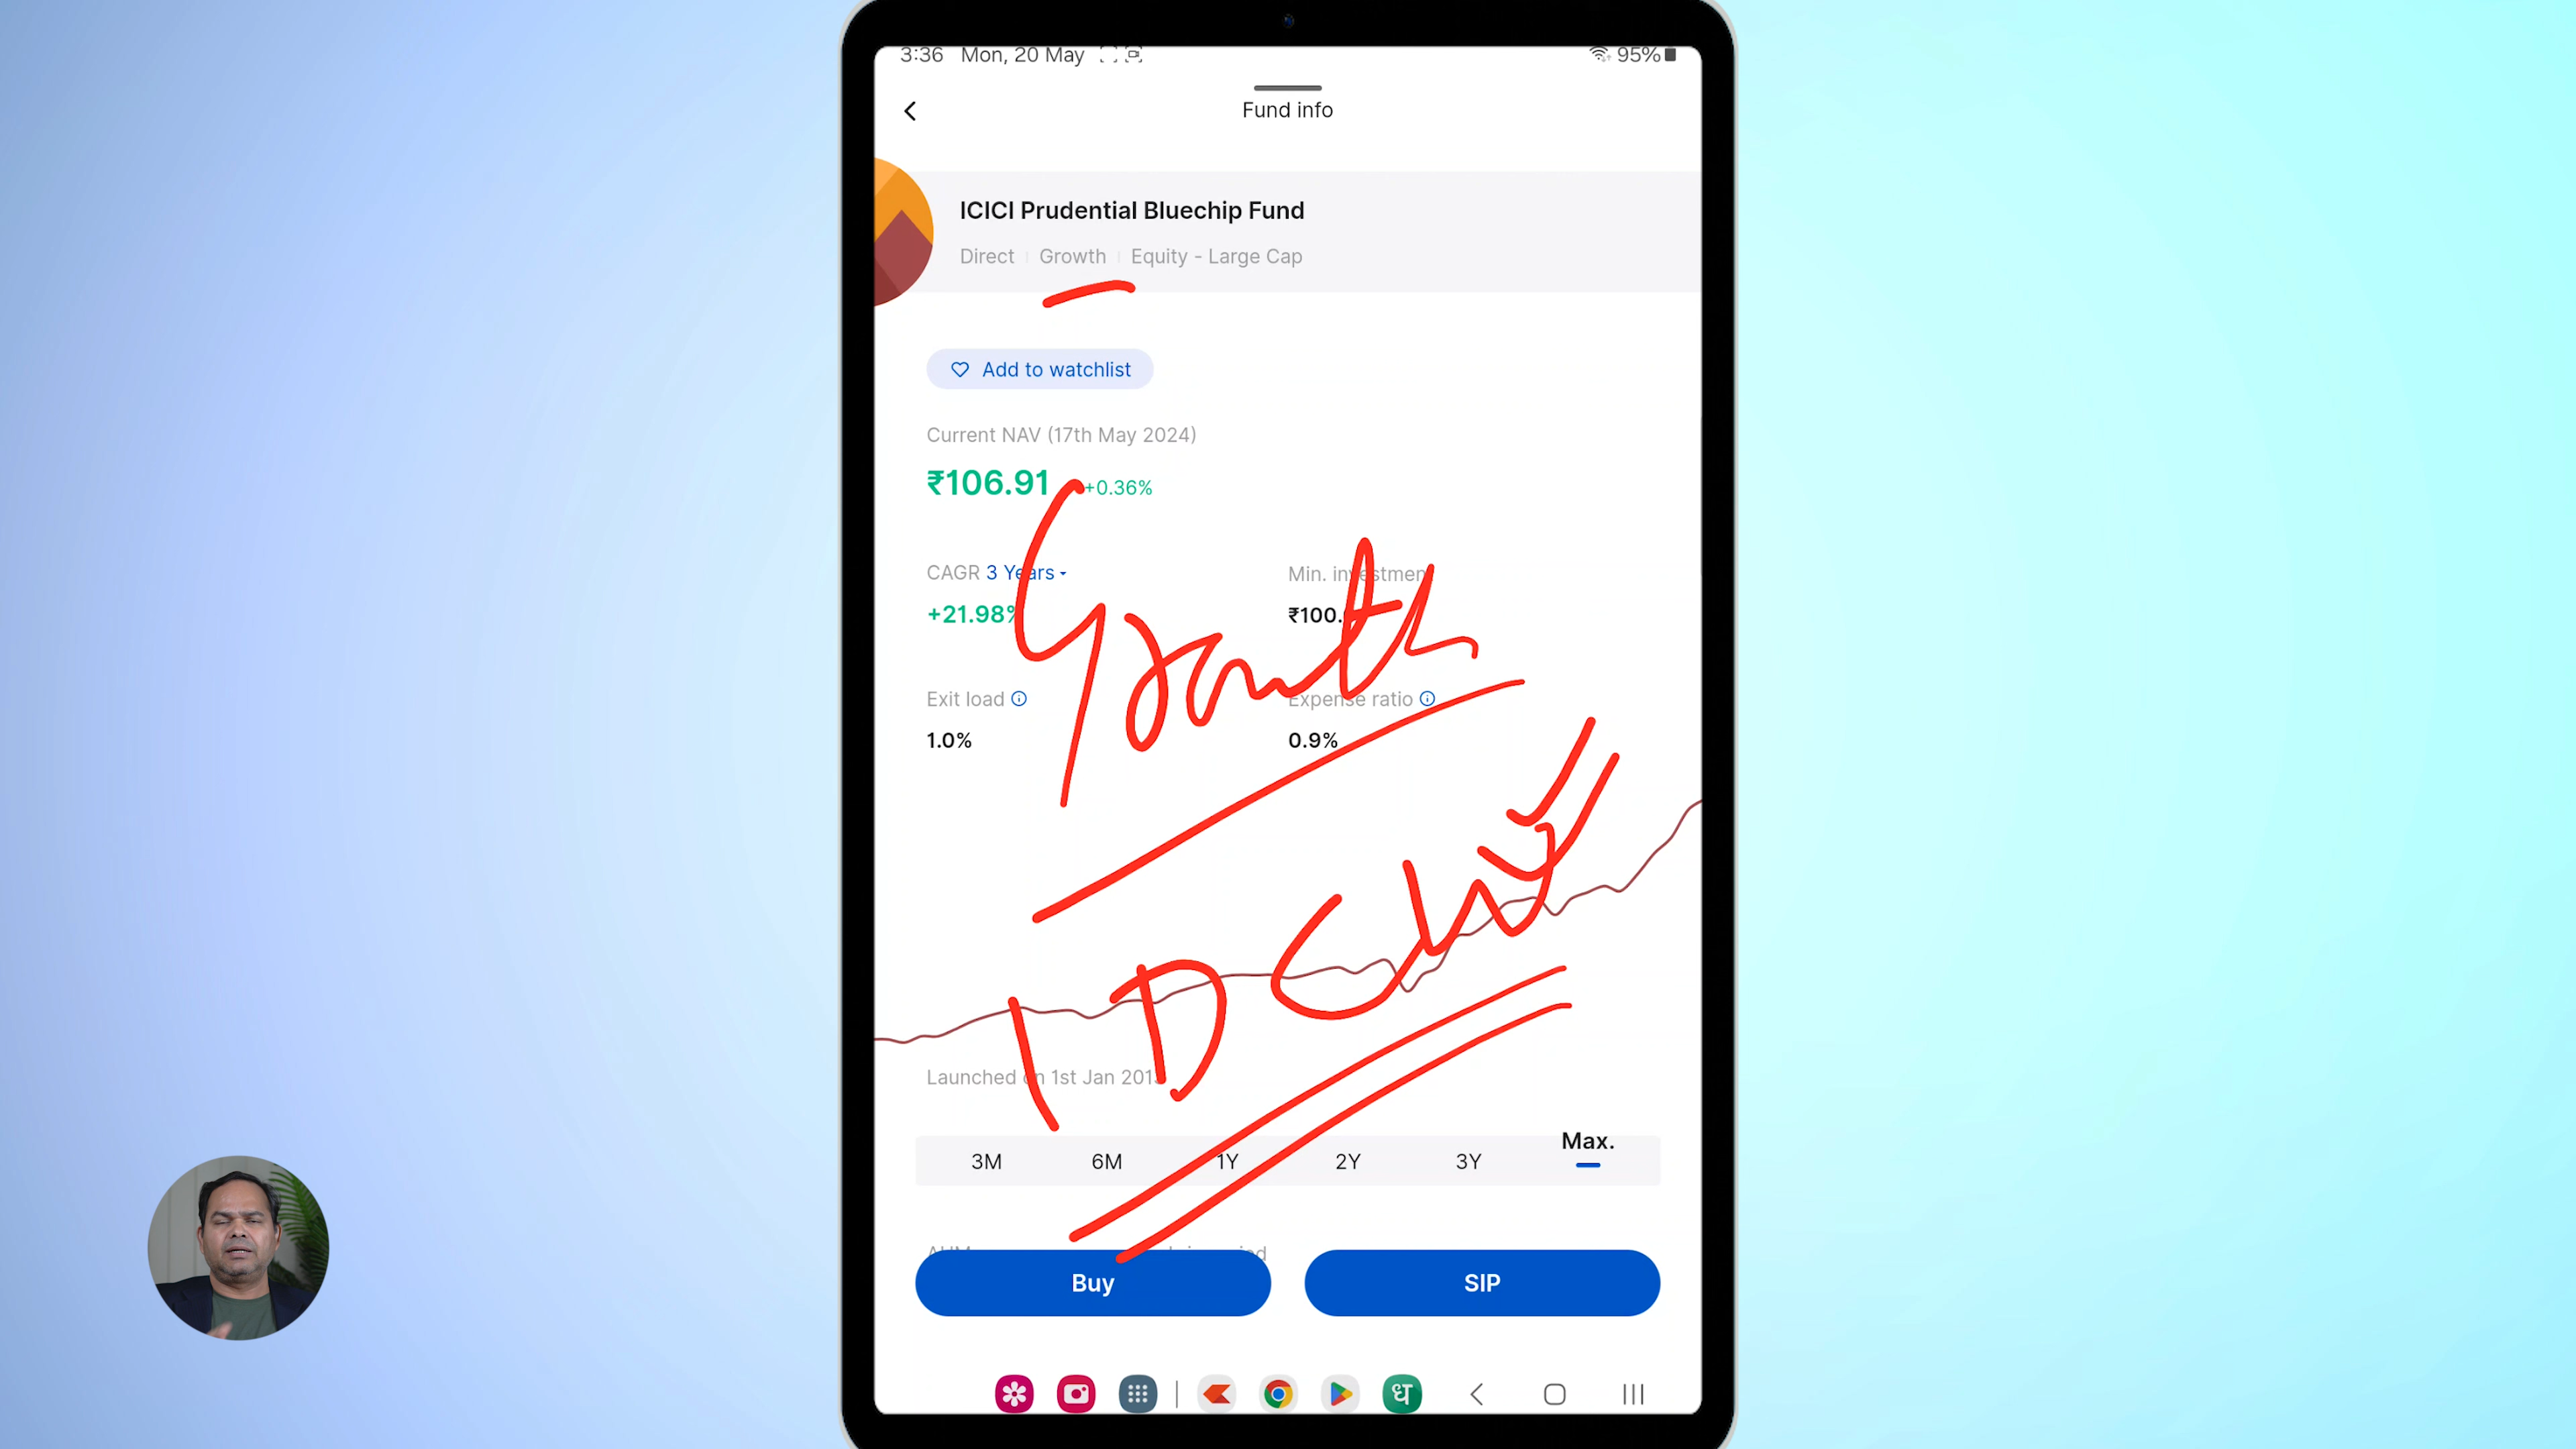 3:36 Mon, 20 May 95%
Fund info
ICICI Prudential Bluechip Fund
Direct Growth Equity - Large Cap
Add to watchlist
Current NAV (17th May 2024)
₹106.91 +0.36%
CAGR 3 Years
Min. investment
+21.98%
₹100.
Growth
Exit load
Expense ratio
1.0%
0.9%
IDCW
Launched on 1st Jan 201
3M 6M 1Y 2Y 3Y Max.
Buy SIP
ध